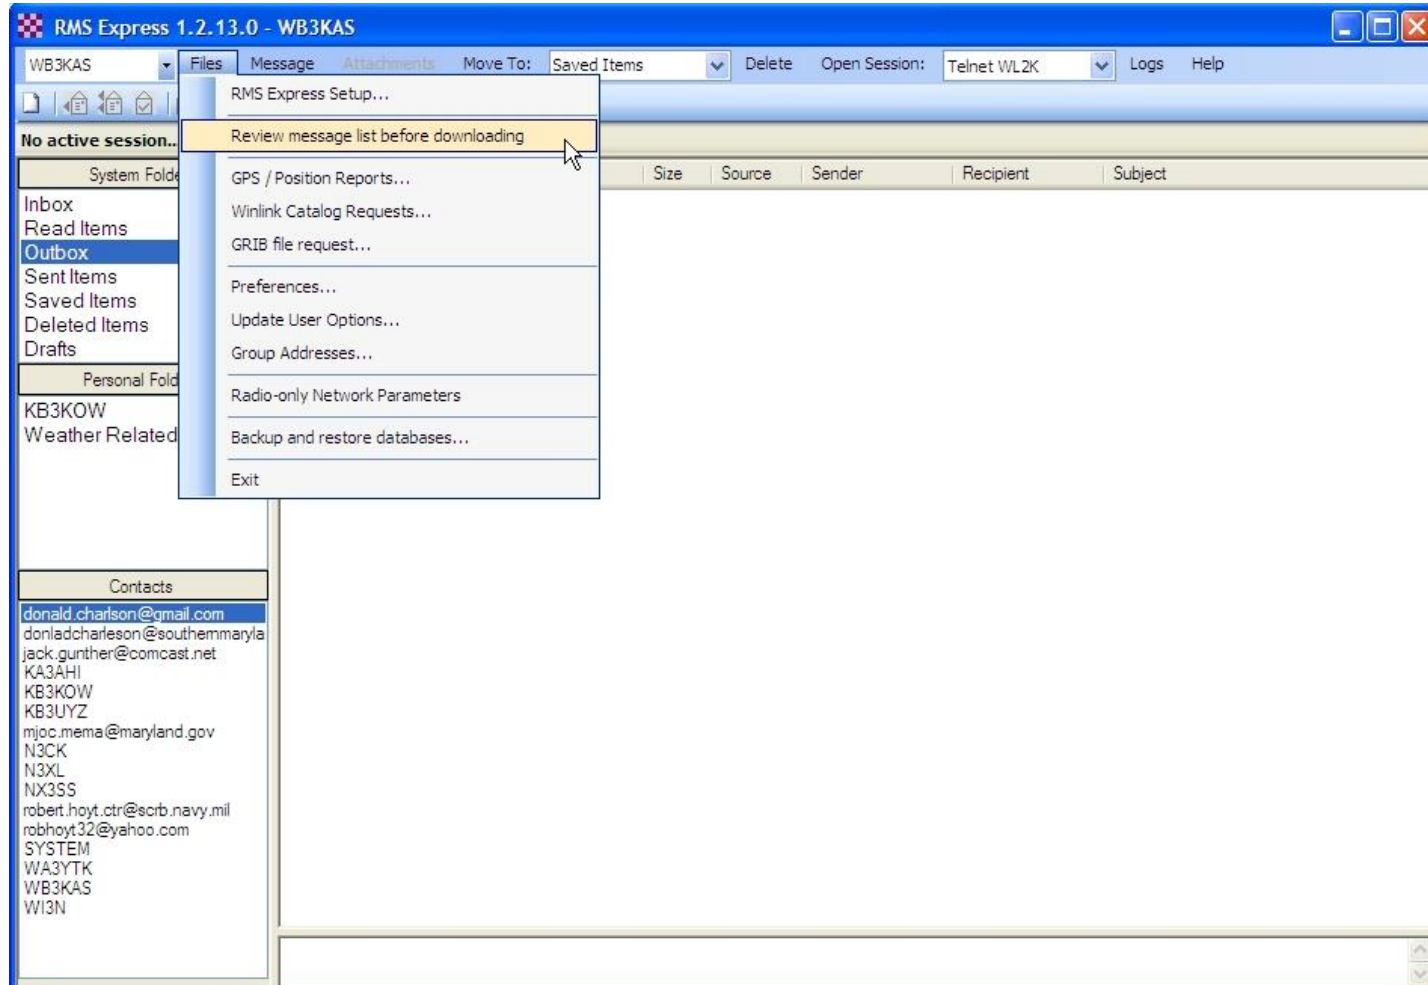 RMS Express 1.2.13.0 - WB3KAS
WB3KAS Files Message Attachments Move To: Saved Items Delete Open Session: Telnet WL2K Logs Help
No active session...
RMS Express Setup...
Review message list before downloading
GPS / Position Reports...
Winlink Catalog Requests...
GRIB file request...
Preferences...
Update User Options...
Group Addresses...
Radio-only Network Parameters
Backup and restore databases...
Exit
Size Source Sender Recipient Subject
System Folde
Inbox
Read Items
Outbox
Sent Items
Saved Items
Deleted Items
Drafts
Personal Fold
KB3KOW
Weather Related
Contacts
donald.charlson@gmail.com
donladcharleson@southernmaryla
jack.gunther@comcast.net
KA3AHI
KB3KOW
KB3UYZ
mjoc.mema@maryland.gov
N3CK
N3XL
NX3SS
robert.hoyt.ctr@scrb.navy.mil
robhoyt32@yahoo.com
SYSTEM
WA3YTK
WB3KAS
WI3N